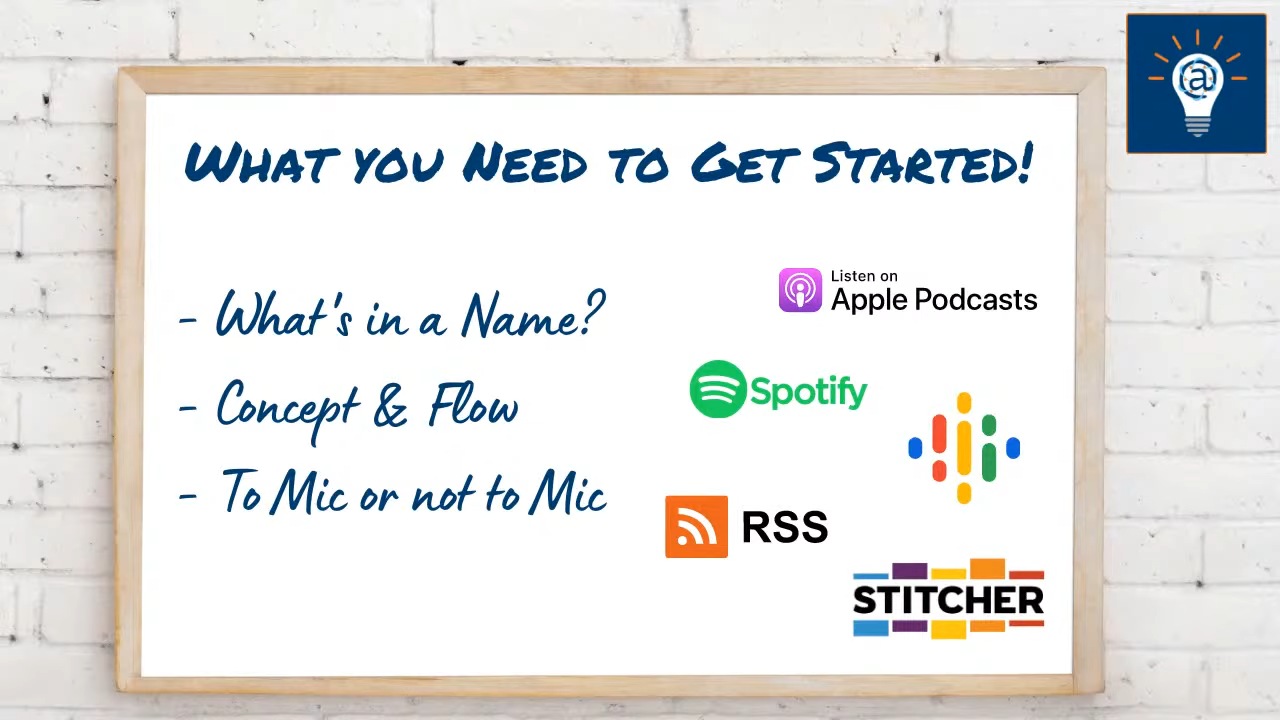 What you Need to Get Started!
- What's in a Name?
- Concept & Flow
- To Mic or not to Mic
Listen on
Apple Podcasts
Spotify
RSS
STITCHER
@